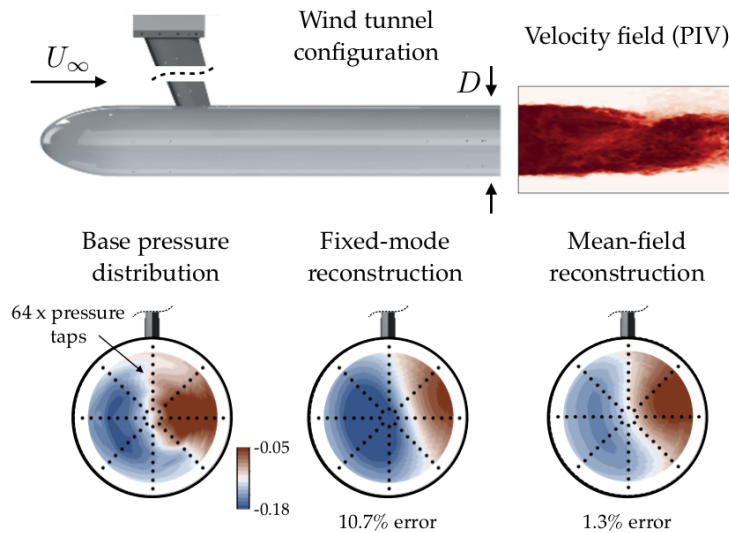 Wind tunnel
configuration
Velocity field (PIV)
U∞
D
Base pressure
distribution
Fixed-mode
reconstruction
Mean-field
reconstruction
64 x pressure
taps
-0.05
-0.18
10.7% error
1.3% error